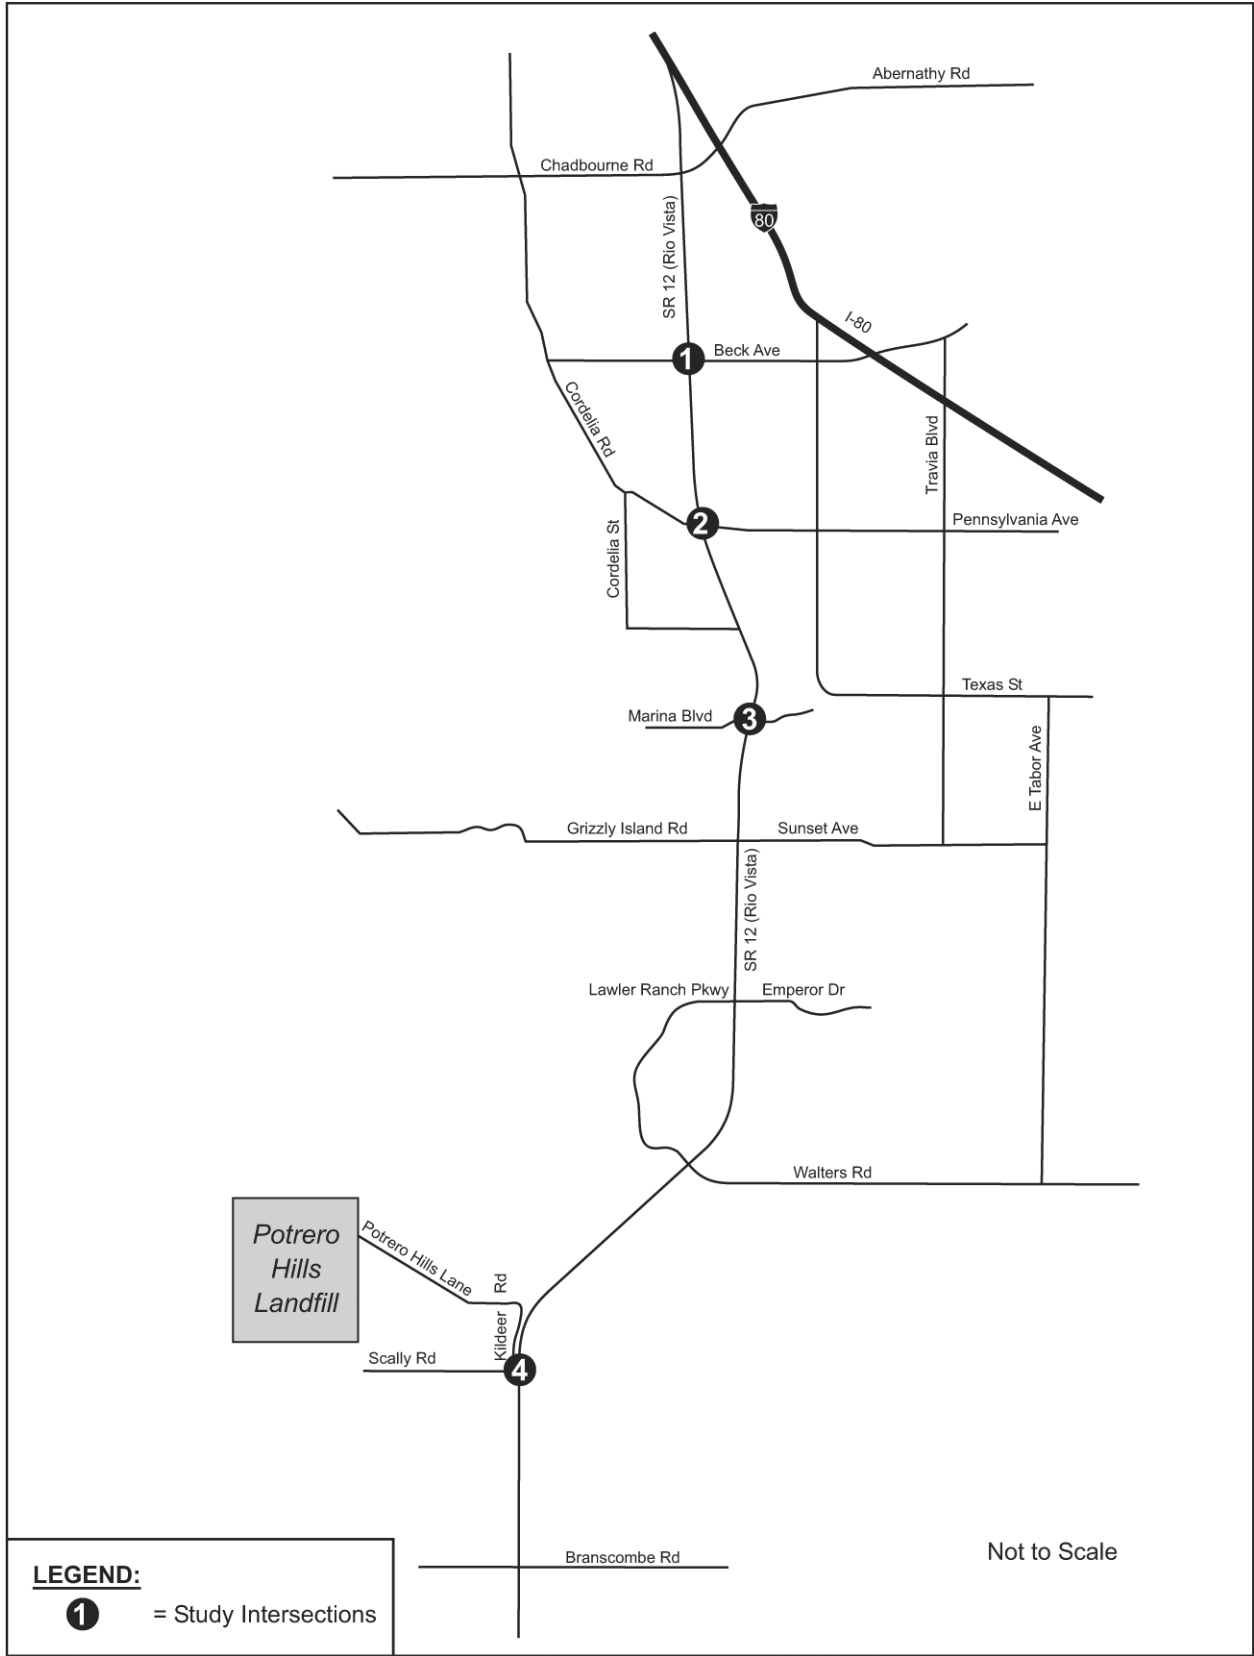 Abernathy Rd
Chadbourne Rd
SR 12 (Rio Vista)
80
I-80
1
Beck Ave
Cordelia Rd
Travia Blvd
2
Pennsylvania Ave
Cordelia St
Texas St
Marina Blvd
3
E Tabor Ave
Grizzly Island Rd
Sunset Ave
SR 12 (Rio Vista)
Lawler Ranch Pkwy
Emperor Dr
Walters Rd
Potrero
Hills
Landfill
Potrero Hills Lane
Kildeer Rd
Scally Rd
4
Branscombe Rd
Not to Scale
LEGEND:
1 = Study Intersections